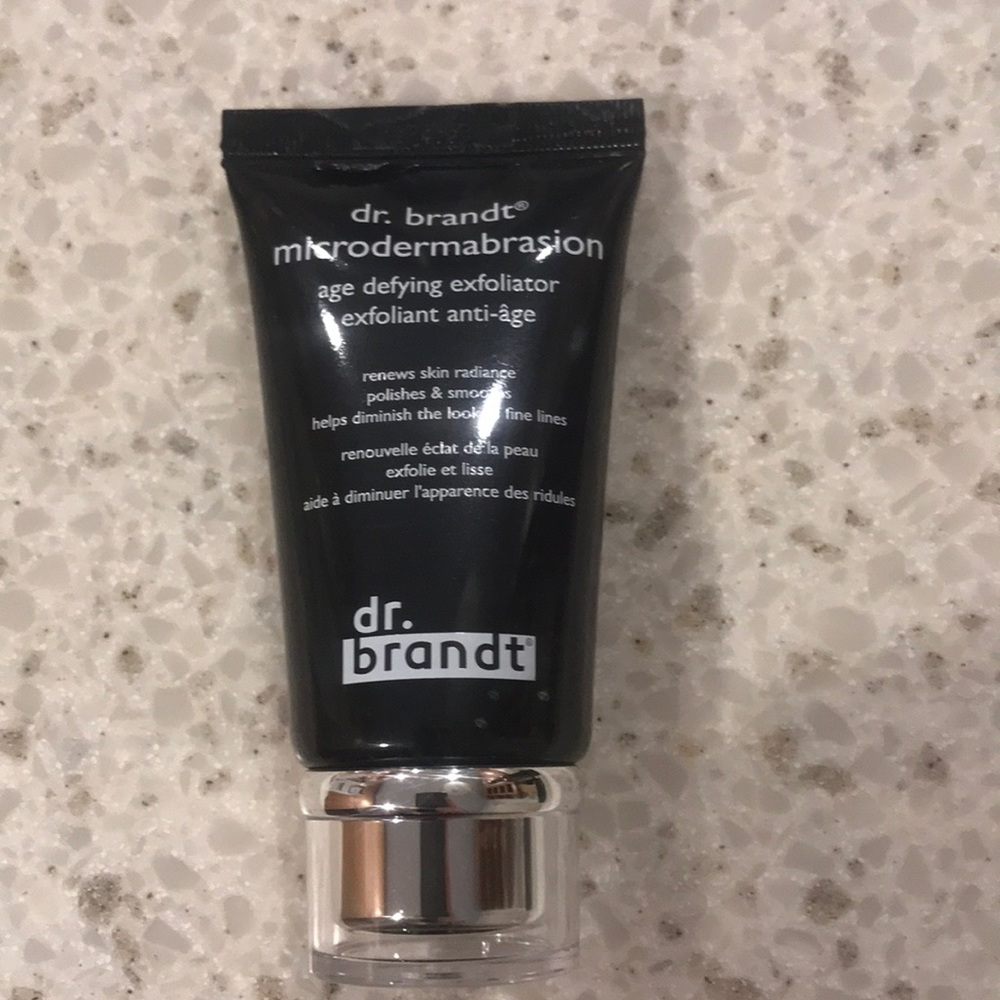 dr. brandt®
microdermabrasion
age defying exfoliator
exfoliant anti-âge
renews skin radiance
polishes & smooths
helps diminish the look fine lines
renouvelle éclat de la peau
exfolie et lisse
aide à diminuer l'apparence des ridules
dr.
brandt®